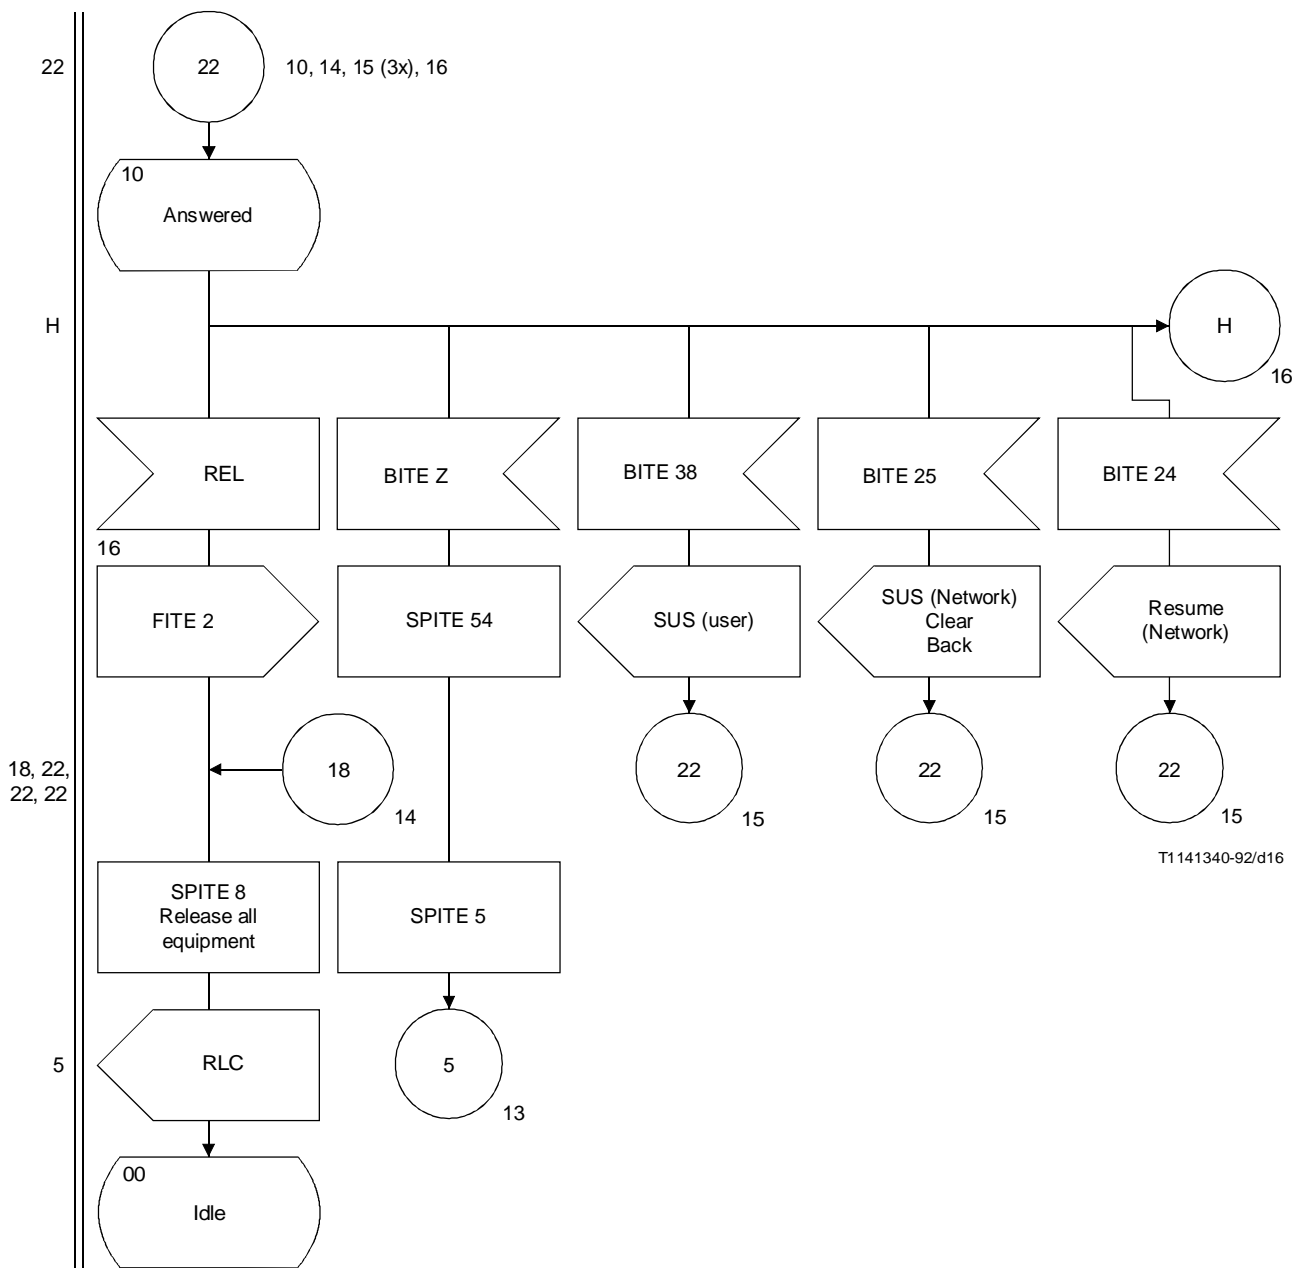 22
22
10, 14, 15 (3x), 16
10
Answered
H
H
16
REL
BITE Z
BITE 38
BITE 25
BITE 24
16
FITE 2
SPITE 54
SUS (user)
SUS (Network)
Clear
Back
Resume
(Network)
18, 22,
22, 22
18
14
22
15
22
15
22
15
T1141340-92/d16
SPITE 8
Release all
equipment
SPITE 5
5
RLC
5
13
00
Idle